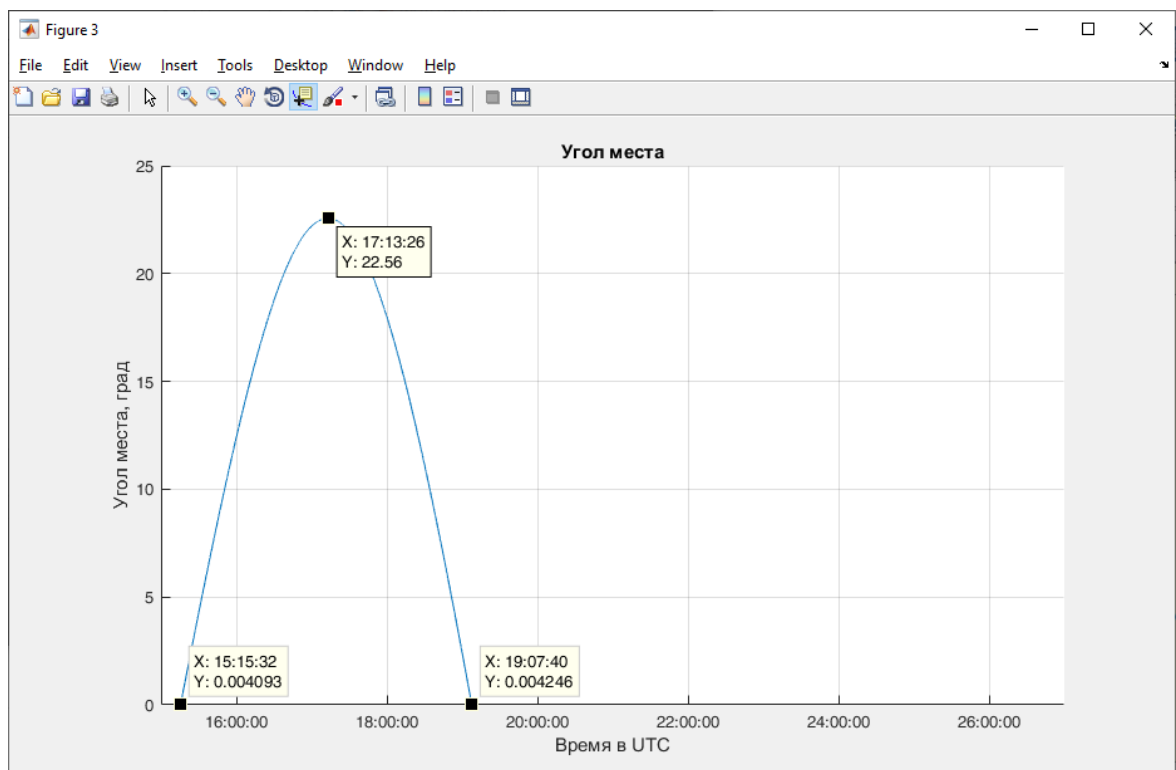 Figure 3
File Edit View Insert Tools Desktop Window Help
Угол места
25
20
15
10
5
0
Угол места, град
X: 17:13:26
Y: 22.56
X: 15:15:32
Y: 0.004093
X: 19:07:40
Y: 0.004246
16:00:00 18:00:00 20:00:00 22:00:00 24:00:00 26:00:00
Время в UTC